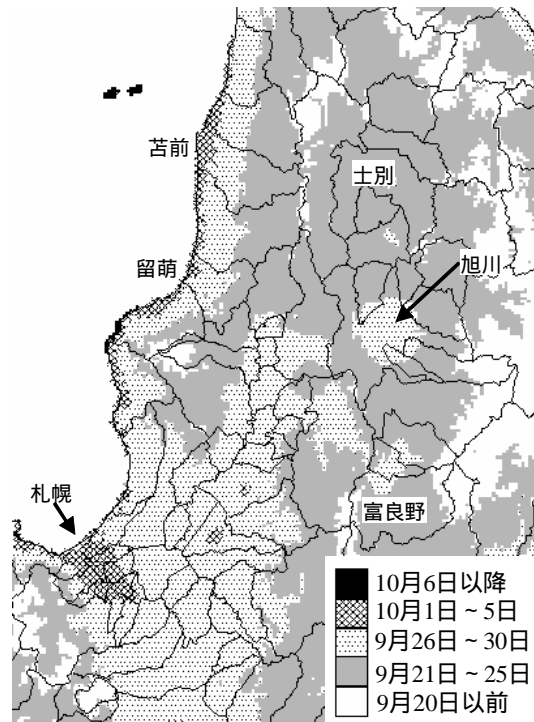 苫前
士別
留萌
旭川
札幌
富良野
10月6日以降
10月1日～5日
9月26日～30日
9月21日～25日
9月20日以前